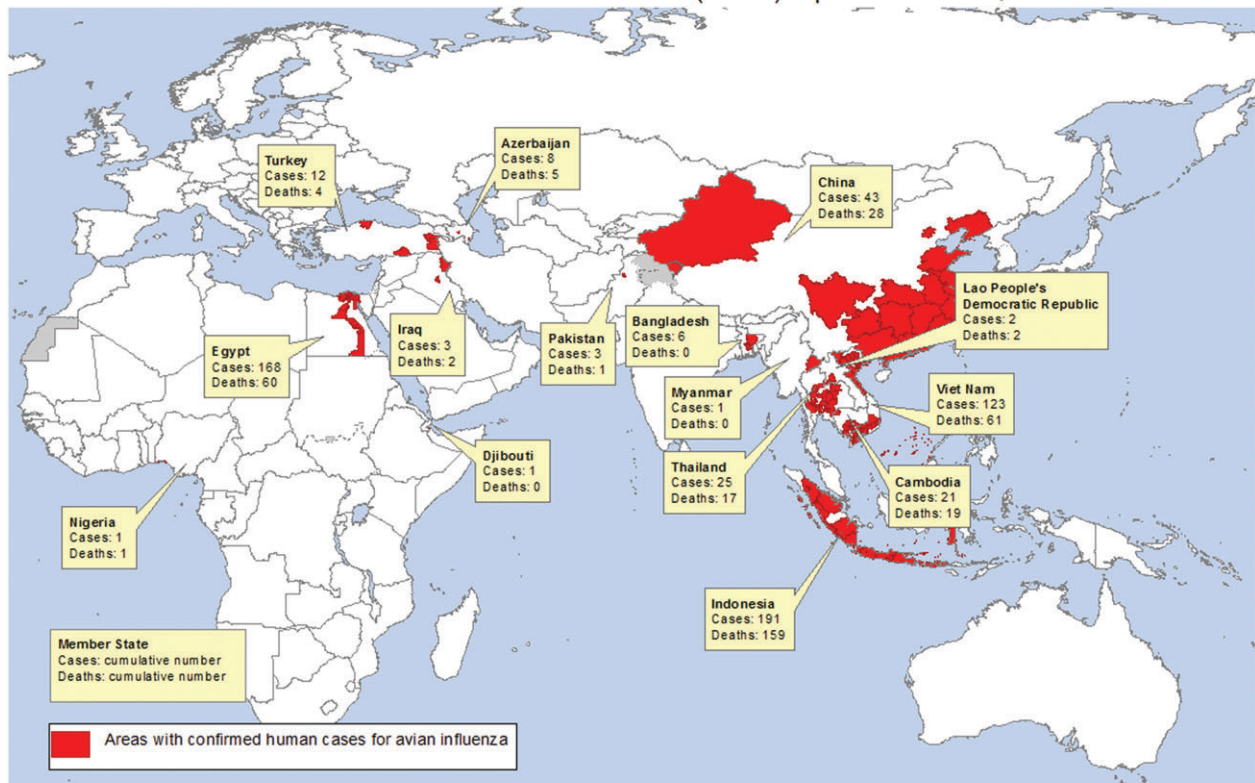 Azerbaijan
Cases: 8
Deaths: 5
Turkey
Cases: 12
Deaths: 4
China
Cases: 43
Deaths: 28
Lao People's
Democratic Republic
Cases: 2
Deaths: 2
Iraq
Cases: 3
Deaths: 2
Pakistan
Cases: 3
Deaths: 1
Bangladesh
Cases: 6
Deaths: 0
Egypt
Cases: 168
Deaths: 60
Myanmar
Cases: 1
Deaths: 0
Viet Nam
Cases: 123
Deaths: 61
Djibouti
Cases: 1
Deaths: 0
Thailand
Cases: 25
Deaths: 17
Cambodia
Cases: 21
Deaths: 19
Nigeria
Cases: 1
Deaths: 1
Indonesia
Cases: 191
Deaths: 159
Member State
Cases: cumulative number
Deaths: cumulative number
Areas with confirmed human cases for avian influenza